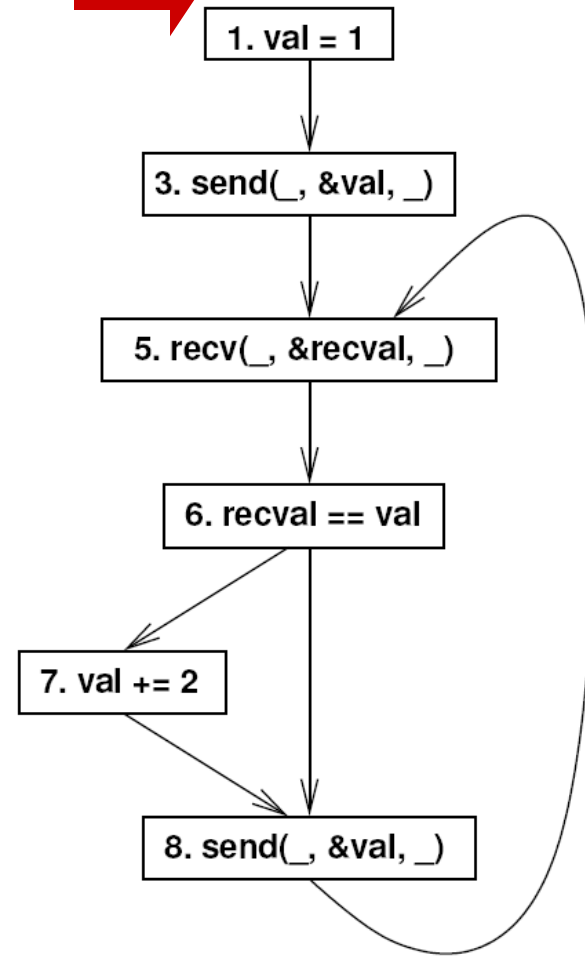 1. val = 1
3. send(_, &val, _)
5. recv(_, &recval, _)
6. recval == val
7. val += 2
8. send(_, &val, _)